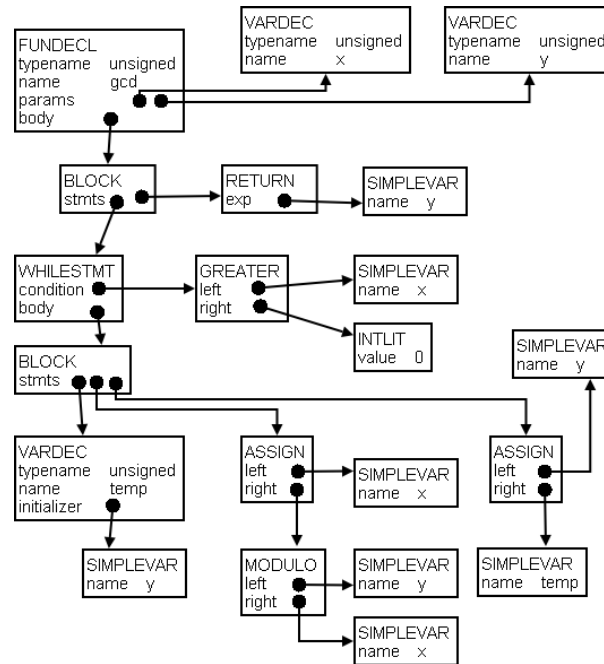 FUNDECL
typename unsigned
name gcd
params
body
VARDEC
typename unsigned
name x
VARDEC
typename unsigned
name y
BLOCK
stmts
RETURN
exp
SIMPLEVAR
name y
WHILESTMT
condition
body
GREATER
left
right
SIMPLEVAR
name x
INTLIT
value 0
SIMPLEVAR
name y
BLOCK
stmts
VARDEC
typename unsigned
name temp
initializer
ASSIGN
left
right
SIMPLEVAR
name x
ASSIGN
left
right
SIMPLEVAR
name y
MODULO
left
right
SIMPLEVAR
name y
SIMPLEVAR
name temp
SIMPLEVAR
name x